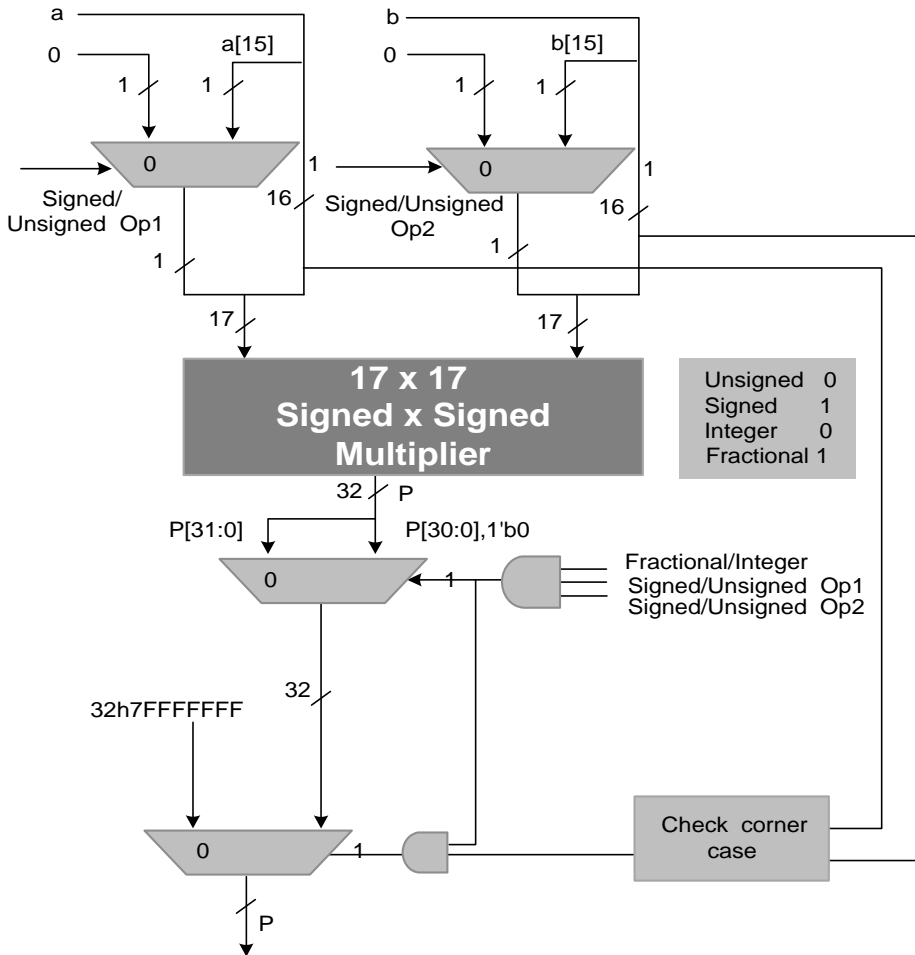 a
b
0
a[15]
0
b[15]
1
1
1
1
0
1
0
1
Signed/
Unsigned Op1
16
Signed/Unsigned
Op2
16
1
1
17
17
17 x 17
Signed x Signed
Multiplier
Unsigned 0
Signed 1
Integer 0
Fractional 1
32
P
P[31:0]
P[30:0],1'b0
0
1
Fractional/Integer
Signed/Unsigned Op1
Signed/Unsigned Op2
32
32h7FFFFFFF
0
1
Check corner
case
P